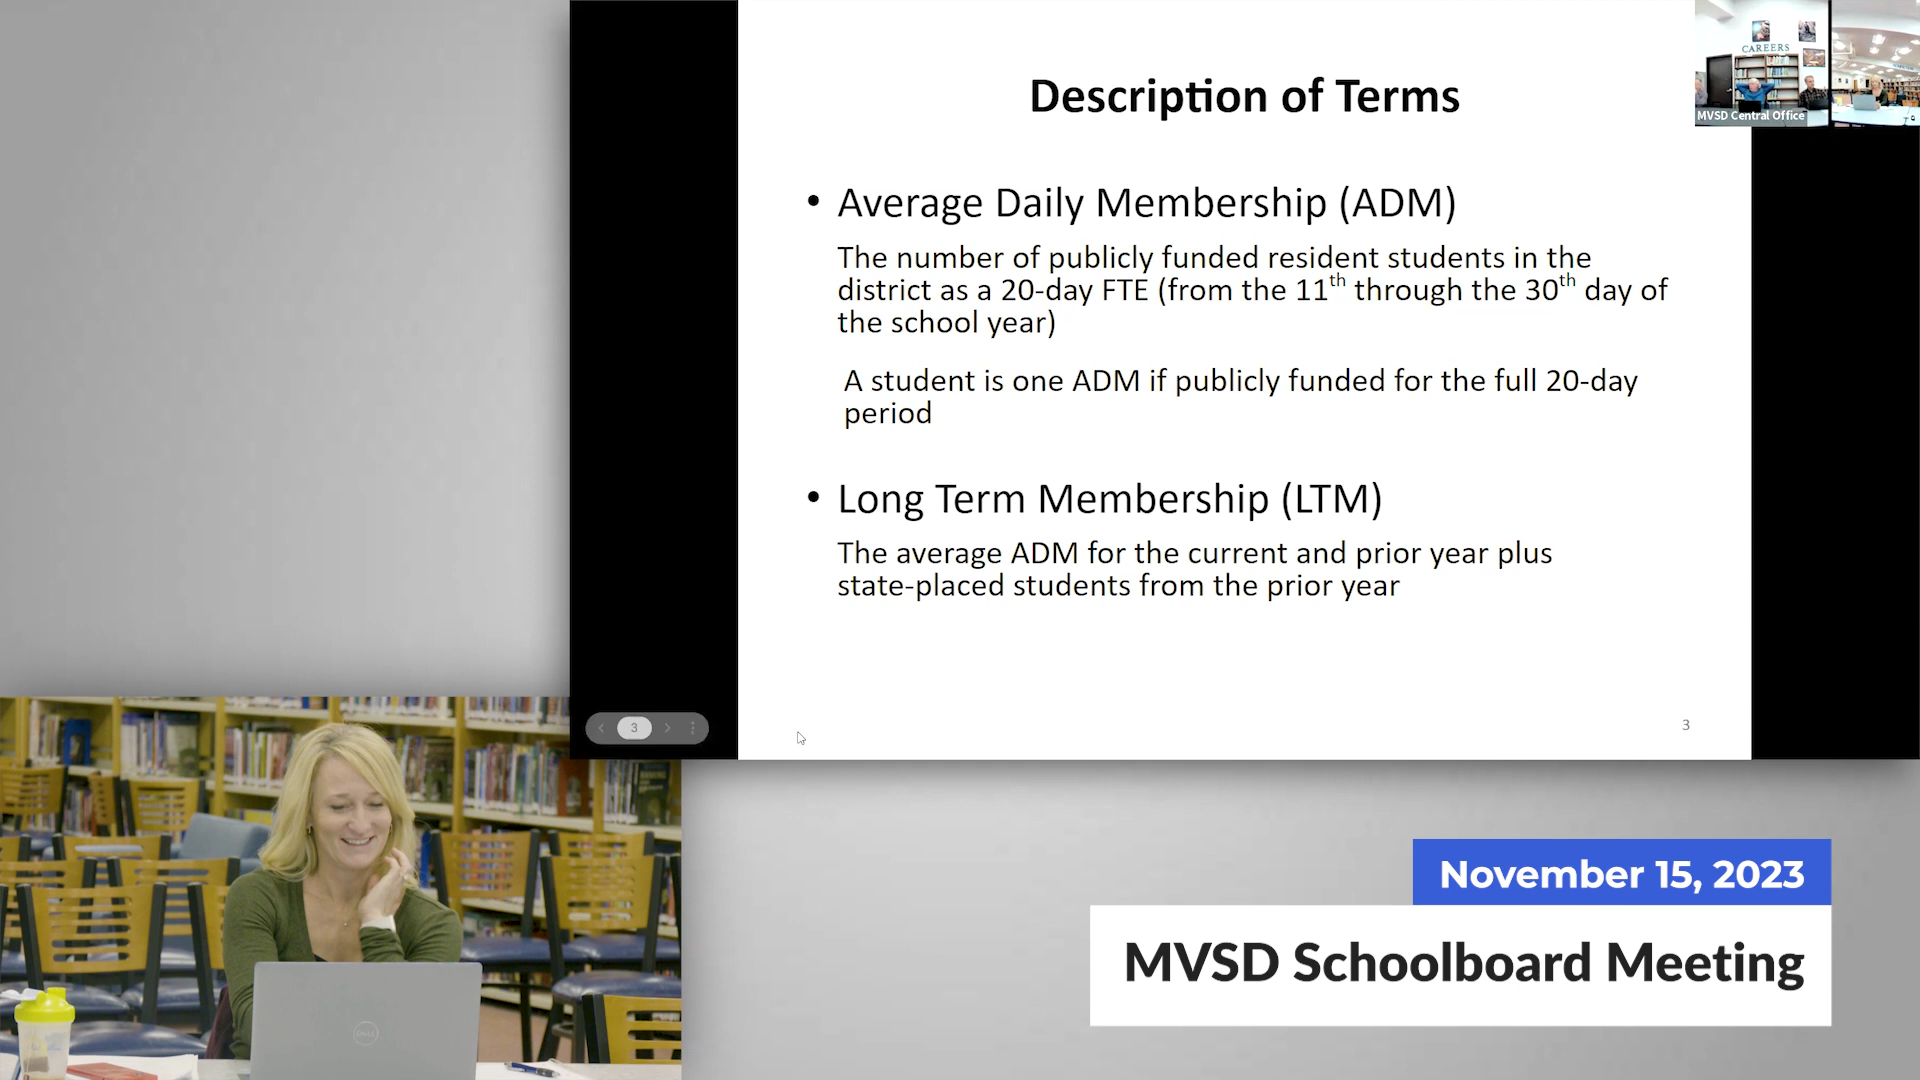 Description of Terms
• Average Daily Membership (ADM)
The number of publicly funded resident students in the
district as a 20-day FTE (from the 11th through the 30th day of
the school year)
A student is one ADM if publicly funded for the full 20-day
period
• Long Term Membership (LTM)
The average ADM for the current and prior year plus
state-placed students from the prior year
3
3
CAREERS
MVSD Central Office
DELL
November 15, 2023
MVSD Schoolboard Meeting